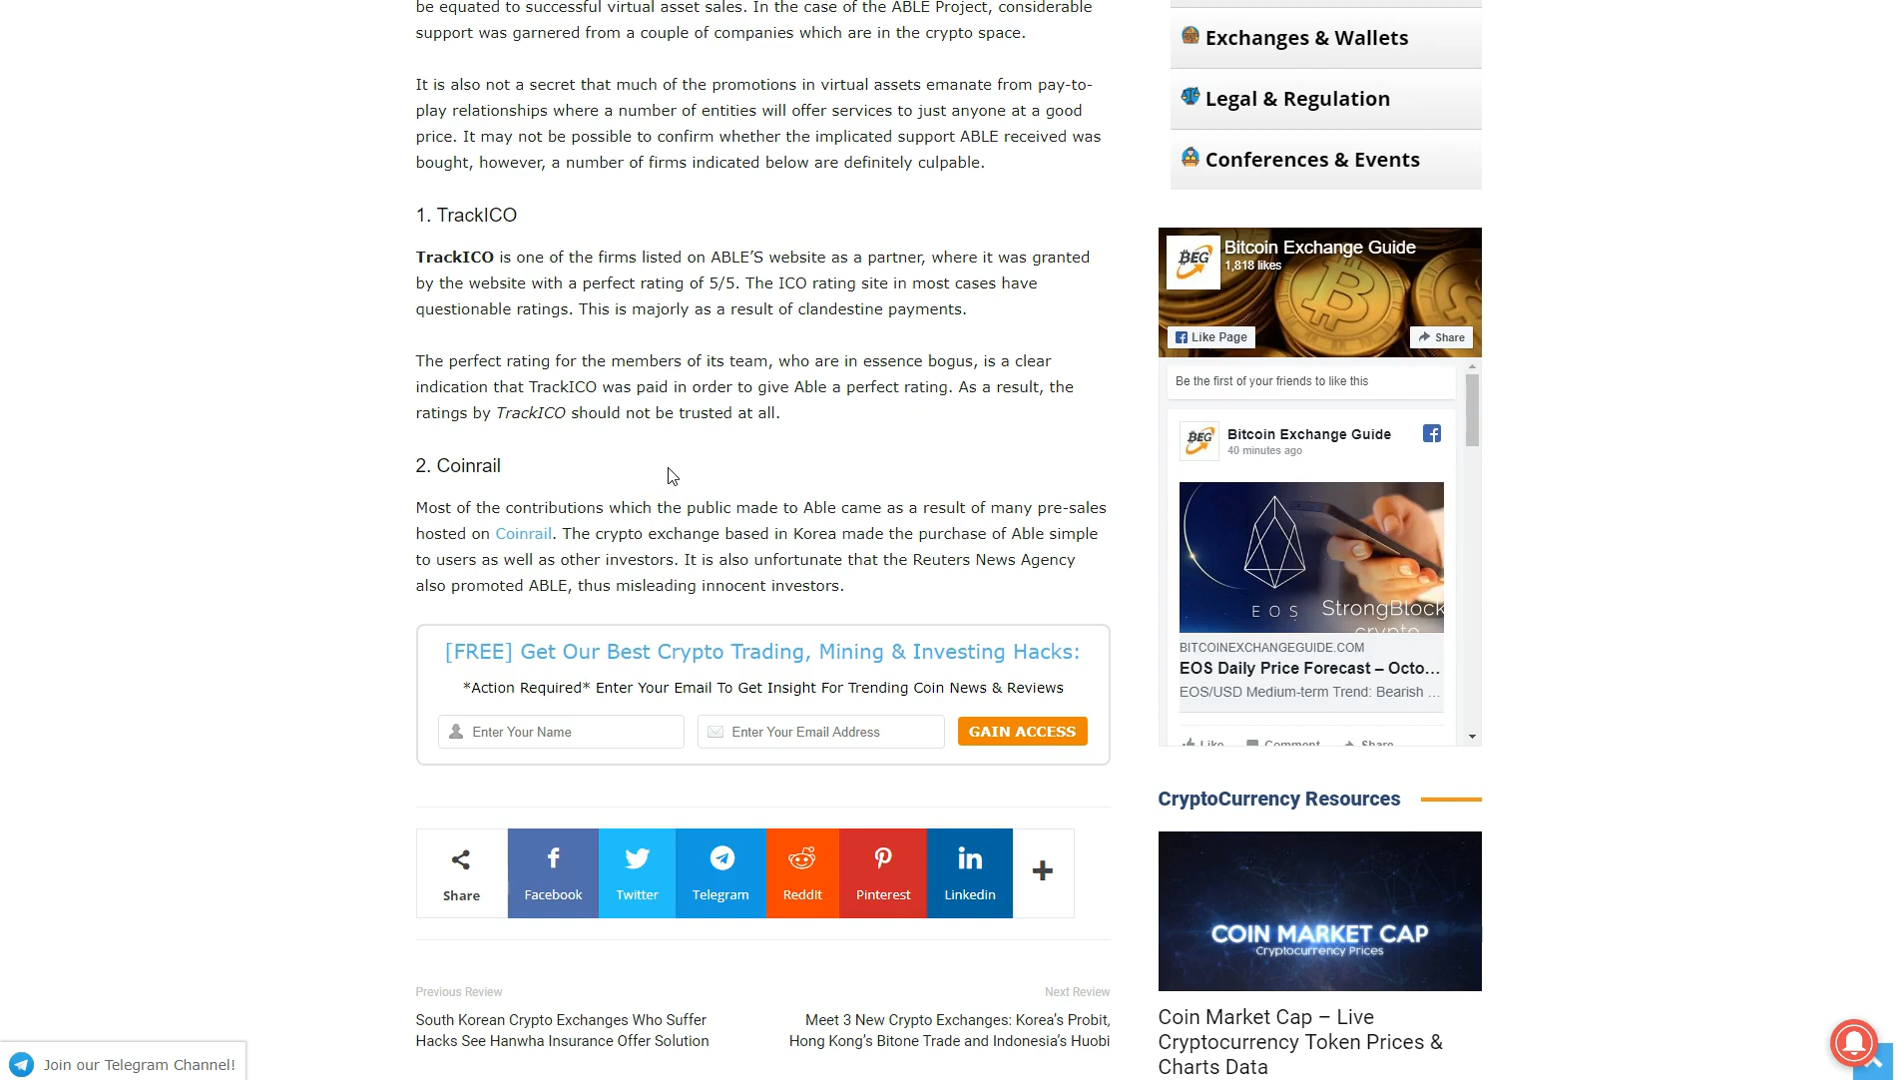 be equated to successful virtual asset sales. In the case of the ABLE Project, considerable
support was garnered from a couple of companies which are in the crypto space.
It is also not a secret that much of the promotions in virtual assets emanate from pay-to-
play relationships where a number of entities will offer services to just anyone at a good
price. It may not be possible to confirm whether the implicated support ABLE received was
bought, however, a number of firms indicated below are definitely culpable.
1. TrackICO
TrackICO is one of the firms listed on ABLE'S website as a partner, where it was granted
by the website with a perfect rating of 5/5. The ICO rating site in most cases have
questionable ratings. This is majorly as a result of clandestine payments.
The perfect rating for the members of its team, who are in essence bogus, is a clear
indication that TrackICO was paid in order to give Able a perfect rating. As a result, the
ratings by TrackICO should not be trusted at all.
2. Coinrail
Most of the contributions which the public made to Able came as a result of many pre-sales
hosted on Coinrail. The crypto exchange based in Korea made the purchase of Able simple
to users as well as other investors. It is also unfortunate that the Reuters News Agency
also promoted ABLE, thus misleading innocent investors.
[FREE] Get Our Best Crypto Trading, Mining & Investing Hacks:
*Action Required* Enter Your Email To Get Insight For Trending Coin News & Reviews
Enter Your Name
Enter Your Email Address
GAIN ACCESS
Share
Facebook
Twitter
Telegram
ReddIt
Pinterest
Linkedin
Previous Review
South Korean Crypto Exchanges Who Suffer
Hacks See Hanwha Insurance Offer Solution
Next Review
Meet 3 New Crypto Exchanges: Korea's Probit,
Hong Kong's Bitone Trade and Indonesia's Huobi
Join our Telegram Channel!
Exchanges & Wallets
Legal & Regulation
Conferences & Events
BEG
Bitcoin Exchange Guide
1,818 likes
Like Page
Share
Be the first of your friends to like this
BEG
Bitcoin Exchange Guide
40 minutes ago
EOS
StrongBlock
crypto
BITCOINEXCHANGEGUIDE.COM
EOS Daily Price Forecast – Octo...
EOS/USD Medium-term Trend: Bearish ...
Like
Comment
Share
CryptoCurrency Resources
COIN MARKET CAP
Cryptocurrency Prices
Coin Market Cap – Live
Cryptocurrency Token Prices &
Charts Data